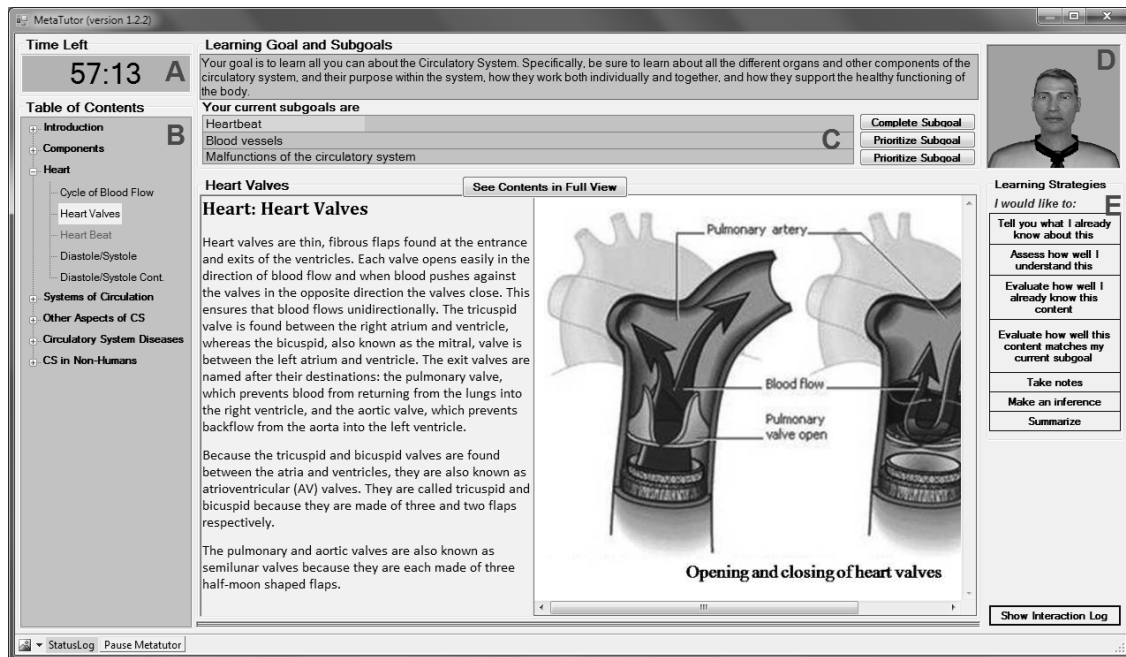 MetaTutor (version 1.2.2)
Time Left
57:13 A
Table of Contents
B
Introduction
Components
Heart
Cycle of Blood Flow
Heart Valves
Heart Beat
Diastole/Systole
Diastole/Systole Cont.
Systems of Circulation
Other Aspects of CS
Circulatory System Diseases
CS in Non-Humans
Learning Goal and Subgoals
Your goal is to learn all you can about the Circulatory System. Specifically, be sure to learn about all the different organs and other components of the
circulatory system, and their purpose within the system, how they work both individually and together, and how they support the healthy functioning of
the body.
Your current subgoals are
Heartbeat
Blood vessels
Malfunctions of the circulatory system
C
Complete Subgoal
Prioritize Subgoal
Prioritize Subgoal
Heart Valves
See Contents in Full View
Heart: Heart Valves
Heart valves are thin, fibrous flaps found at the entrance
and exits of the ventricles. Each valve opens easily in the
direction of blood flow and when blood pushes against
the valves in the opposite direction the valves close. This
ensures that blood flows unidirectionally. The tricuspid
valve is found between the right atrium and ventricle,
whereas the bicuspid, also known as the mitral, valve is
between the left atrium and ventricle. The exit valves are
named after their destinations: the pulmonary valve,
which prevents blood from returning from the lungs into
the right ventricle, and the aortic valve, which prevents
backflow from the aorta into the left ventricle.
Because the tricuspid and bicuspid valves are found
between the atria and ventricles, they are also known as
atrioventricular (AV) valves. They are called tricuspid and
bicuspid because they are made of three and two flaps
respectively.
The pulmonary and aortic valves are also known as
semilunar valves because they are each made of three
half-moon shaped flaps.
Pulmonary artery
Blood flow
Pulmonary
valve open
Opening and closing of heart valves
D
Learning Strategies
I would like to: E
Tell you what I already
know about this
Assess how well I
understand this
Evaluate how well I
already know this
content
Evaluate how well this
content matches my
current subgoal
Take notes
Make an inference
Summarize
Show Interaction Log
StatusLog Pause Metatutor